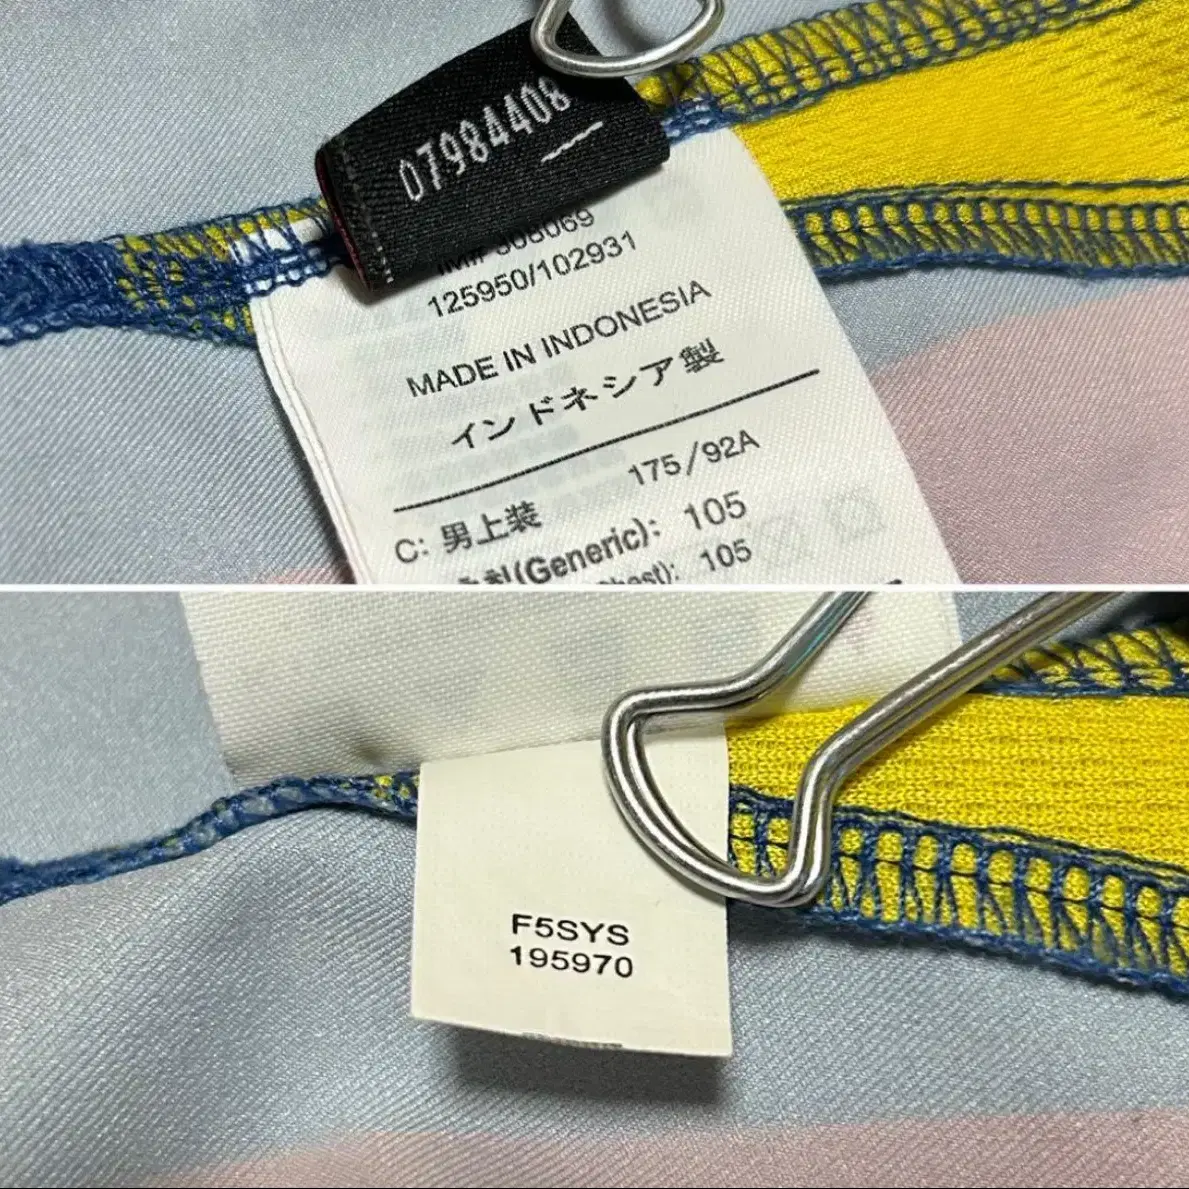 07984408
125950/102931
MADE IN INDONESIA
インドネシア製
175/92A
C: 男上装
(Generic): 105
105
F5SYS
195970